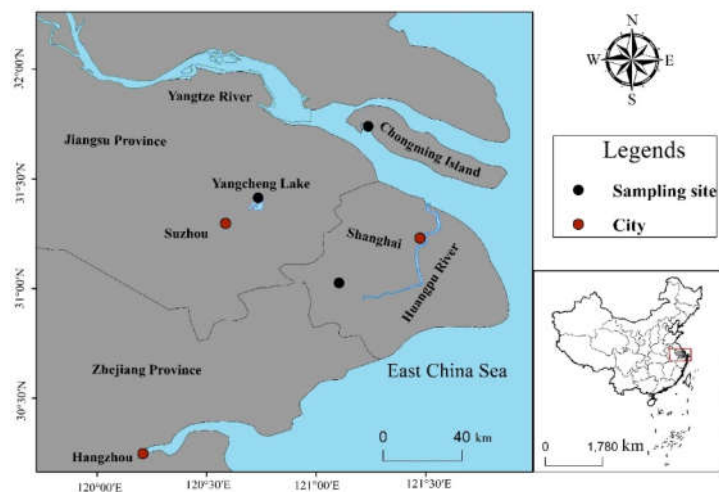 N
W
E
S
32°00'N
31°30'N
31°00'N
30°30'N
Yangtze River
Jiangsu Province
Chongming Island
Yangcheng Lake
Suzhou
Shanghai
Huangpu River
Zhejiang Province
East China Sea
Hangzhou
0 40 km
120°00'E 120°30'E 121°00'E 121°30'E
Legends
Sampling site
City
0 1,780 km